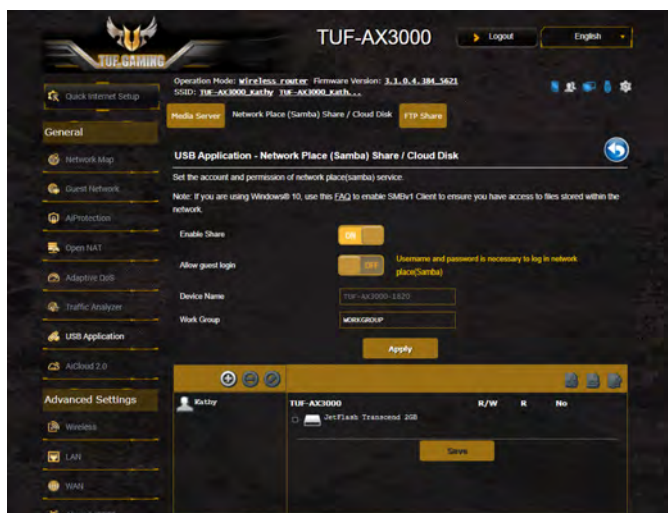 TUF GAMING
TUF-AX3000
Logout
English
Quick Internet Setup
Operation Mode: Wireless router Firmware Version: 3.1.0.4.384_5621
SSID: TUF-AX3000_Kathy TUF-AX3000_Kath...
Media Server
Network Place (Samba) Share / Cloud Disk
FTP Share
General
Network Map
Guest Network
AiProtection
Open NAT
Adaptive QoS
Traffic Analyzer
USB Application
AiCloud 2.0
Advanced Settings
Wireless
LAN
WAN
USB Application - Network Place (Samba) Share / Cloud Disk
Set the account and permission of network place(samba) service.
Note: If you are using Windows® 10, use this FAQ to enable SMBv1 Client to ensure you have access to files stored within the
network.
Enable Share
ON
Allow guest login
OFF
Username and password is necessary to log in network
place(Samba)
Device Name
TUF-AX3000-1620
Work Group
WORKGROUP
Apply
Kathy
TUF-AX3000 R/W R No
JetFlash Transcend 2GB
Save